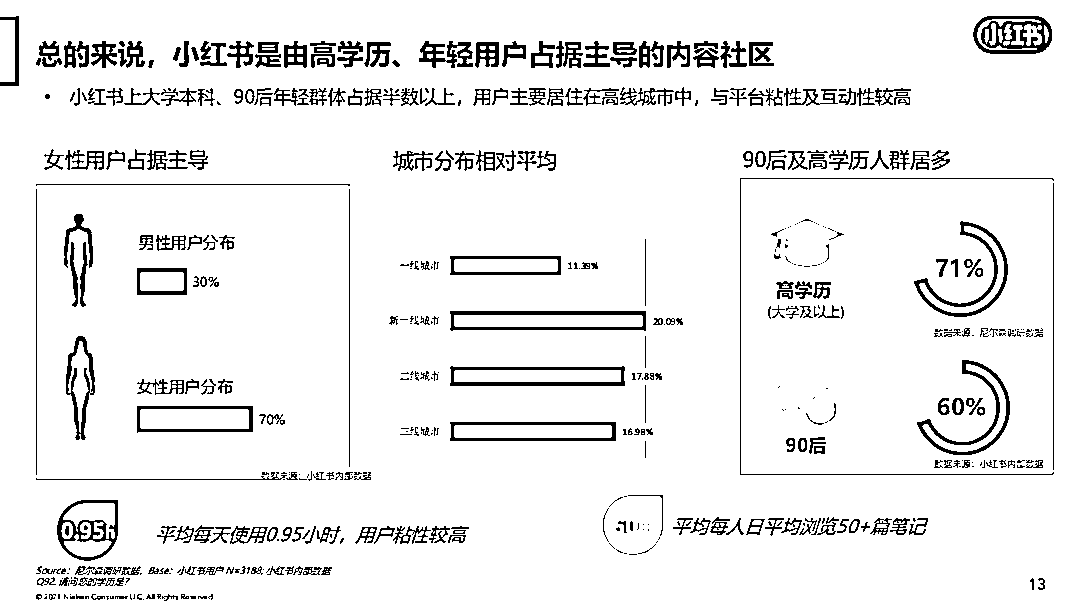 小红书
总的来说，小红书是由高学历、年轻用户占据主导的内容社区
• 小红书上大学本科、90后年轻群体占据半数以上，用户主要居住在高线城市中，与平台粘性及互动性较高
女性用户占据主导
男性用户分布
30%
女性用户分布
70%
数据来源：小红书内部数据
城市分布相对平均
一线城市 11.39%
新一线城市 20.09%
二线城市 17.88%
三线城市 16.98%
90后及高学历人群居多
高学历
(大学及以上)
71%
数据来源：尼尔森调研数据
90后
60%
数据来源：小红书内部数据
0.95h
平均每天使用0.95小时，用户粘性较高
平均每人日平均浏览50+篇笔记
Source：尼尔森调研数据，Base：小红书用户 N=3188; 小红书内部数据
Q92. 请问您的学历是?
© 2021 Nielsen Consumer LLC. All Rights Reserved.
13